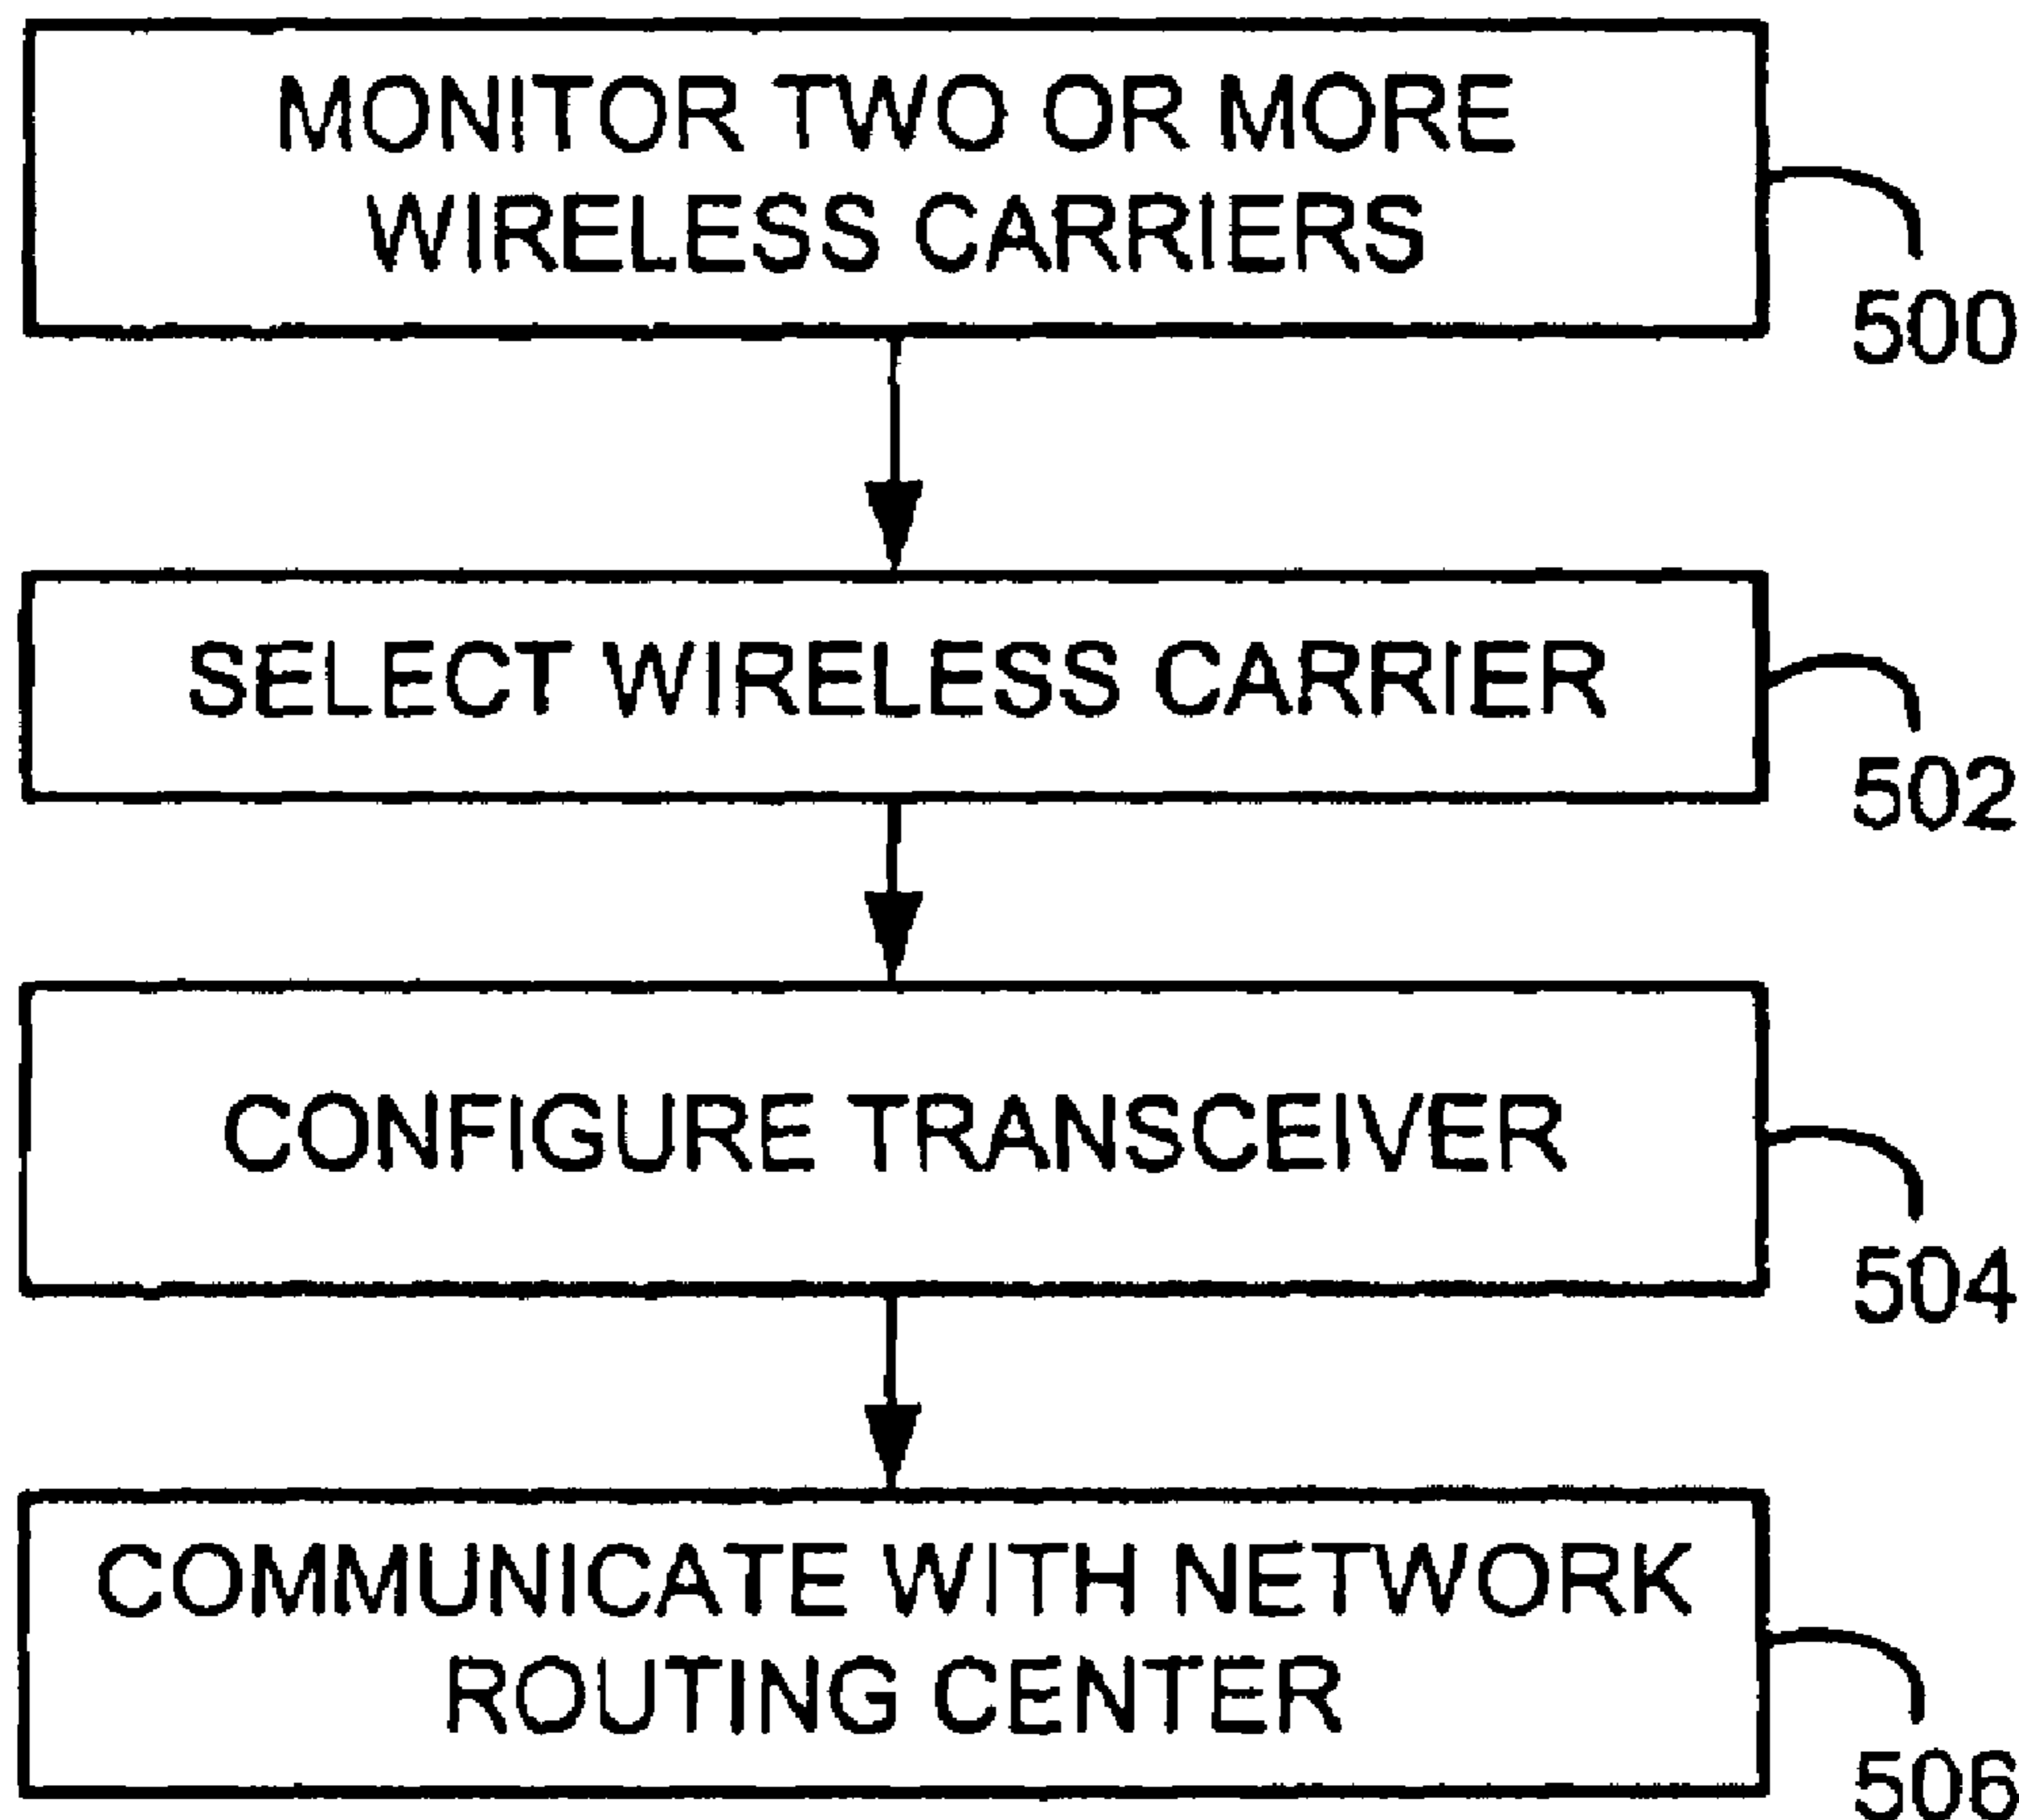 MONITOR TWO OR MORE
WIRELESS CARRIERS
500
SELECT WIRELESS CARRIER
502
CONFIGURE TRANSCEIVER
504
COMMUNICATE WITH NETWORK
ROUTING CENTER
506